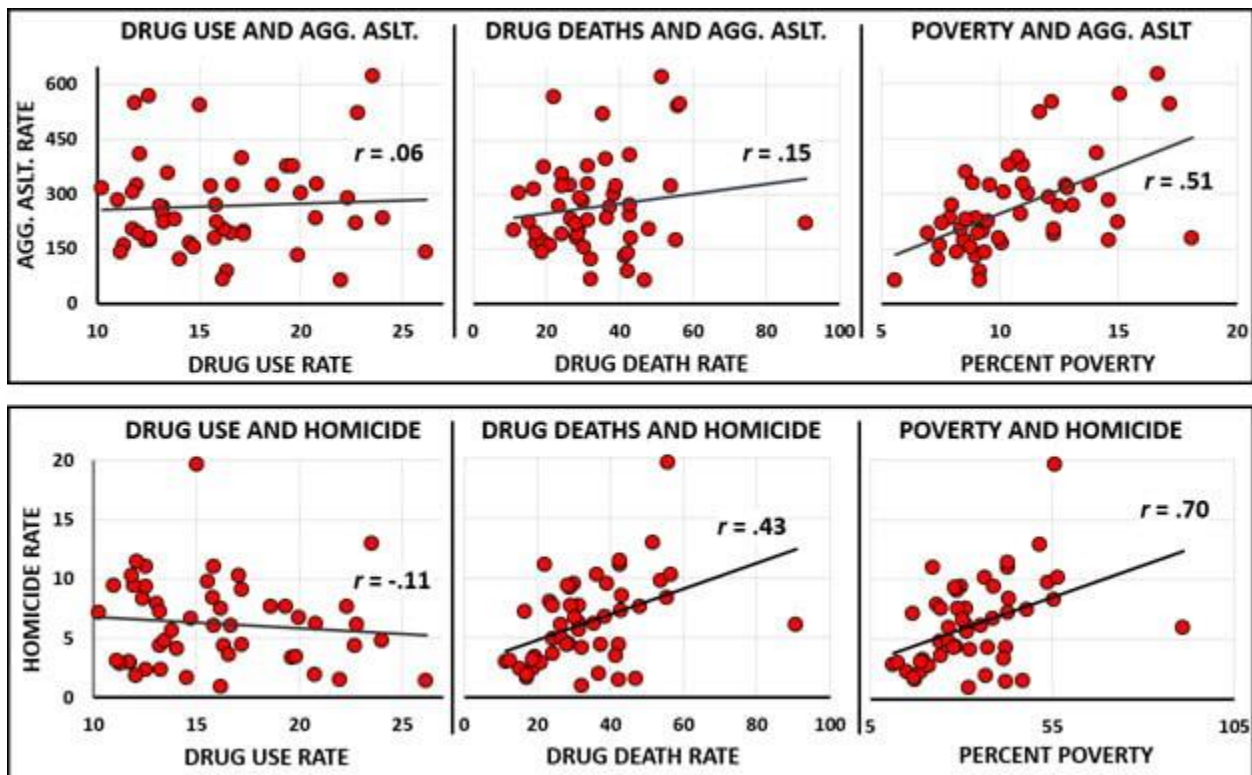 DRUG USE AND AGG. ASLT.
DRUG DEATHS AND AGG. ASLT.
POVERTY AND AGG. ASLT
AGG. ASLT. RATE
600
450
300
150
0
r = .06
r = .15
r = .51
10 15 20 25
0 20 40 60 80 100
5 10 15 20
DRUG USE RATE
DRUG DEATH RATE
PERCENT POVERTY
DRUG USE AND HOMICIDE
DRUG DEATHS AND HOMICIDE
POVERTY AND HOMICIDE
HOMICIDE RATE
20
15
10
5
0
r = -.11
r = .43
r = .70
10 15 20 25
0 20 40 60 80 100
5 55 105
DRUG USE RATE
DRUG DEATH RATE
PERCENT POVERTY